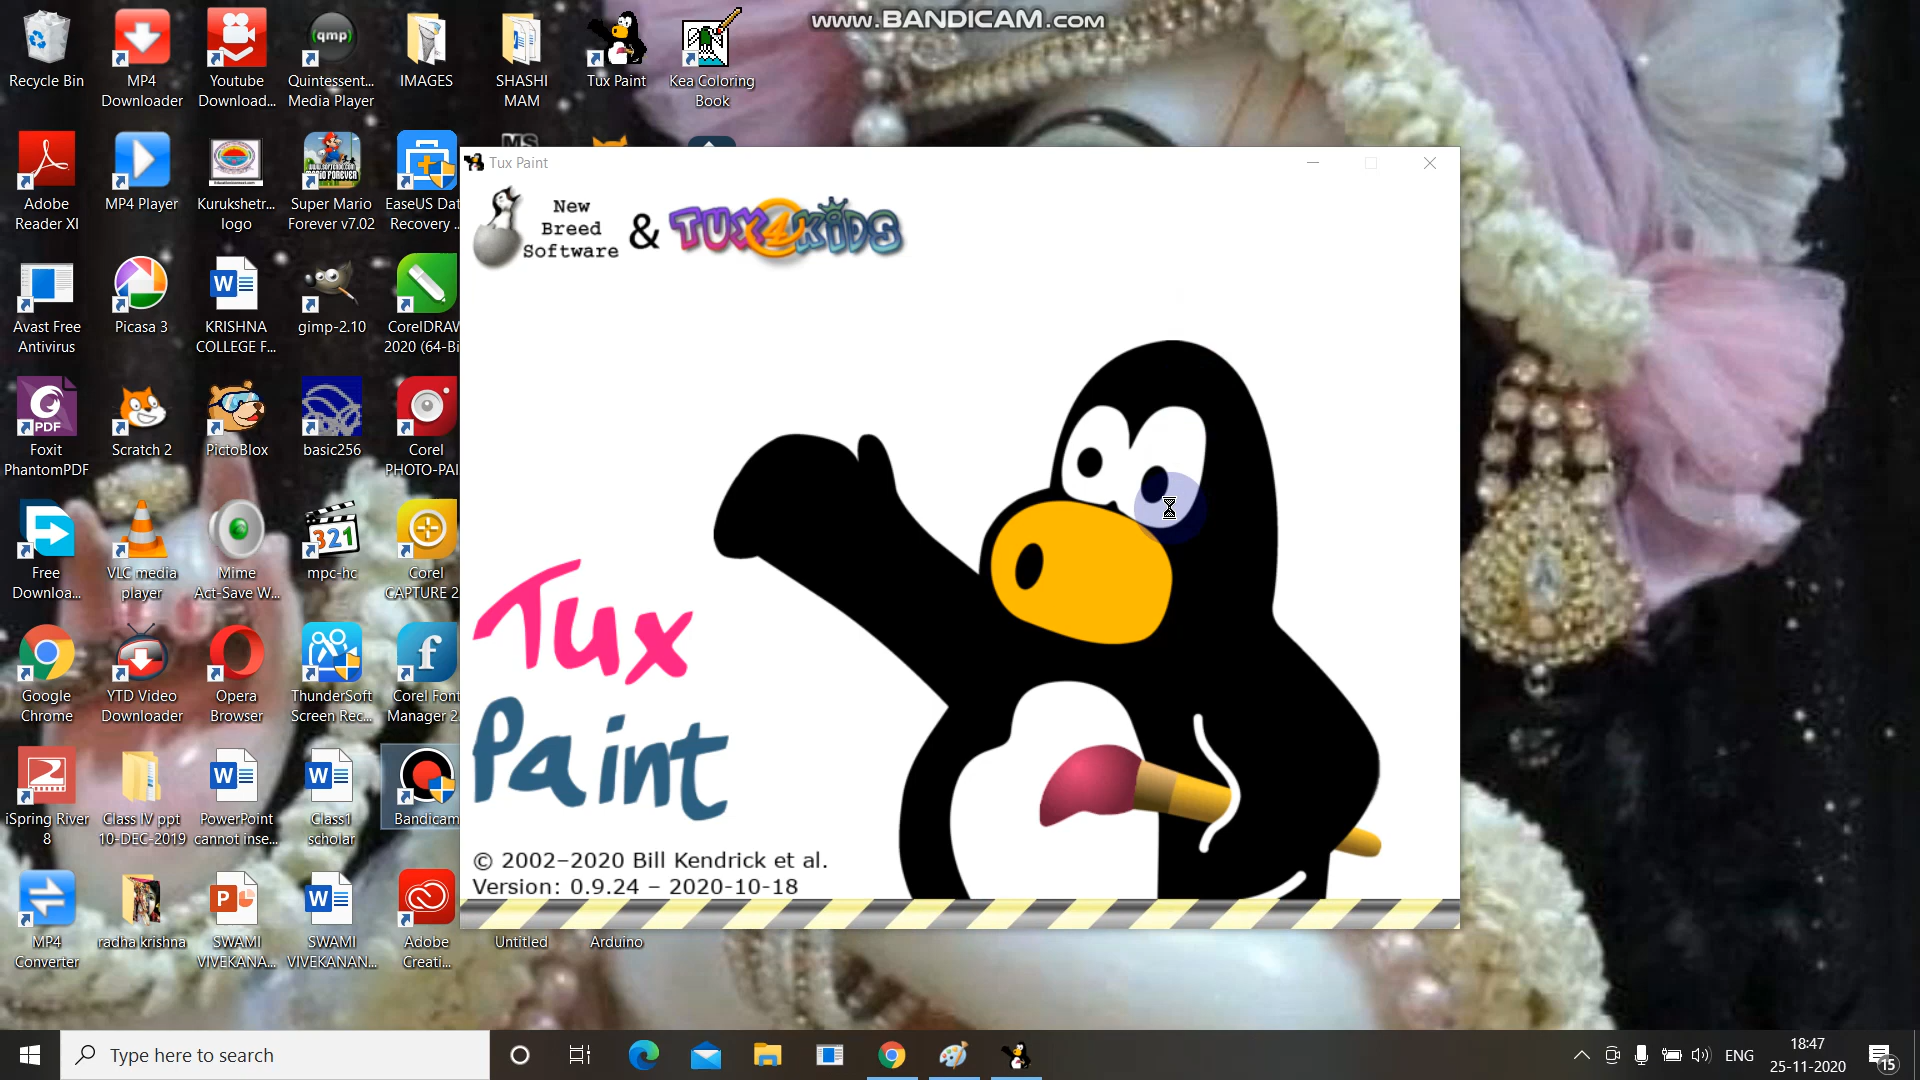 www.BANDICAM.com
Recycle Bin
MP4
Downloader
Youtube
Download...
qmp
Quintessent...
Media Player
IMAGES
SHASHI
MAM
Tux Paint
Kea Coloring
Book
Adobe
Reader XI
MP4 Player
Kurukshetr...
logo
Super Mario
Forever v7.02
EaseUS Dat
Recovery ..
MS
Tux Paint
New
Breed
Software
&
TUX4KIDS
Avast Free
Antivirus
Picasa 3
KRISHNA
COLLEGE F...
gimp-2.10
CorelDRAW
2020 (64-Bi
PDF
Foxit
PhantomPDF
Scratch 2
PictoBlox
basic256
Corel
PHOTO-PAI
Free
Downloa...
VLC media
player
Mime
Act-Save W...
321
mpc-hc
Corel
CAPTURE 2
Google
Chrome
YTD Video
Downloader
Opera
Browser
ThunderSoft
Screen Rec...
Corel Font
Manager 2
Tux
Paint
iSpring River
8
Class IV ppt
10-DEC-2019
PowerPoint
cannot inse...
Class1
scholar
Bandicam
© 2002–2020 Bill Kendrick et al.
Version: 0.9.24 – 2020-10-18
MP4
Converter
radha krishna
SWAMI
VIVEKANA...
SWAMI
VIVEKANAN...
Adobe
Creati...
Untitled
Arduino
Type here to search
ENG
18:47
25-11-2020
15